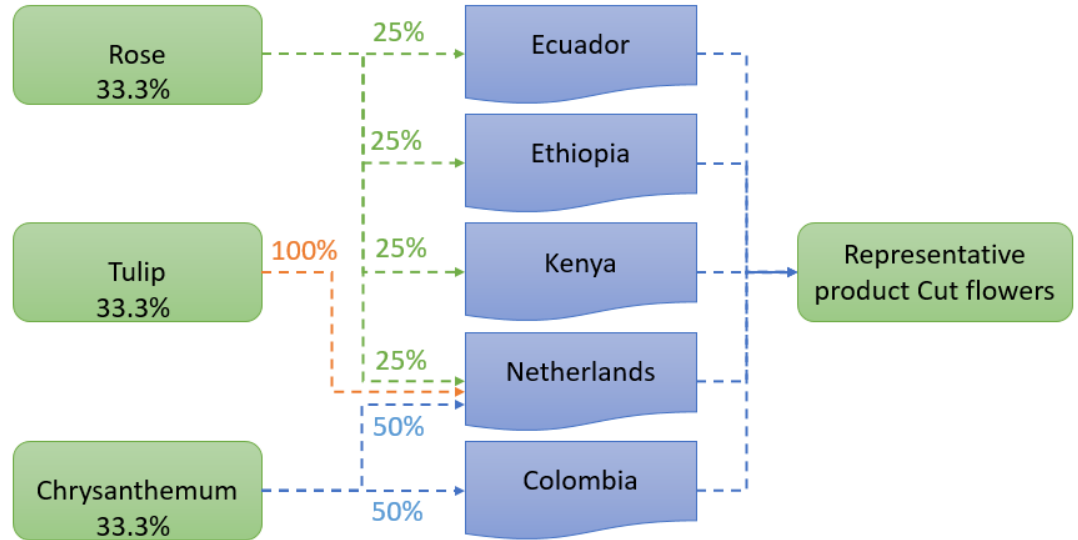 Rose
33.3%
25%
Ecuador
25%
Ethiopia
Tulip
33.3%
100%
25%
Kenya
Representative
product Cut flowers
25%
Netherlands
50%
Chrysanthemum
33.3%
50%
Colombia